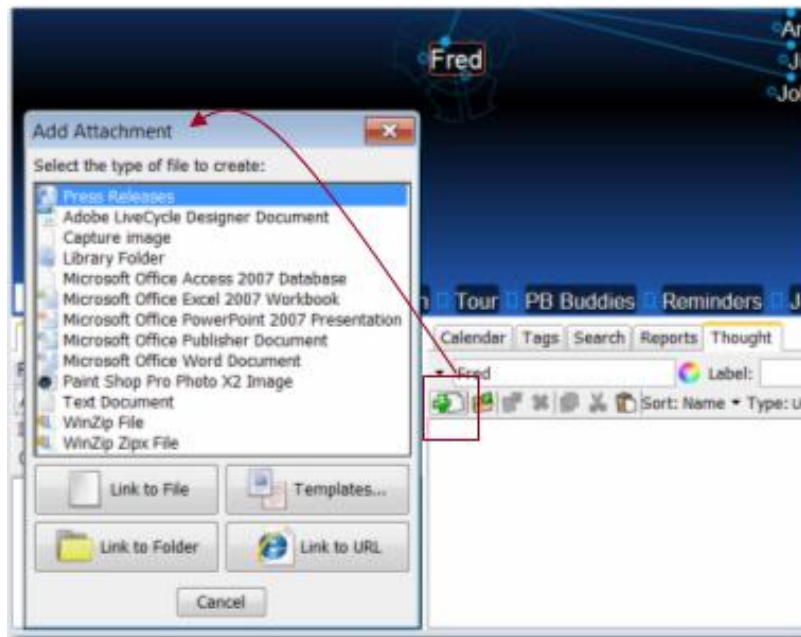 Fred
Add Attachment
Select the type of file to create:
Press Releases
Adobe LiveCycle Designer Document
Capture image
Library Folder
Microsoft Office Access 2007 Database
Microsoft Office Excel 2007 Workbook
Microsoft Office PowerPoint 2007 Presentation
Microsoft Office Publisher Document
Microsoft Office Word Document
Paint Shop Pro Photo X2 Image
Text Document
WinZip File
WinZip Zipx File
Link to File
Templates...
Link to Folder
Link to URL
Cancel
Tour PB Buddies Reminders
Calendar Tags Search Reports Thought
Fred Label:
Sort: Name Type: